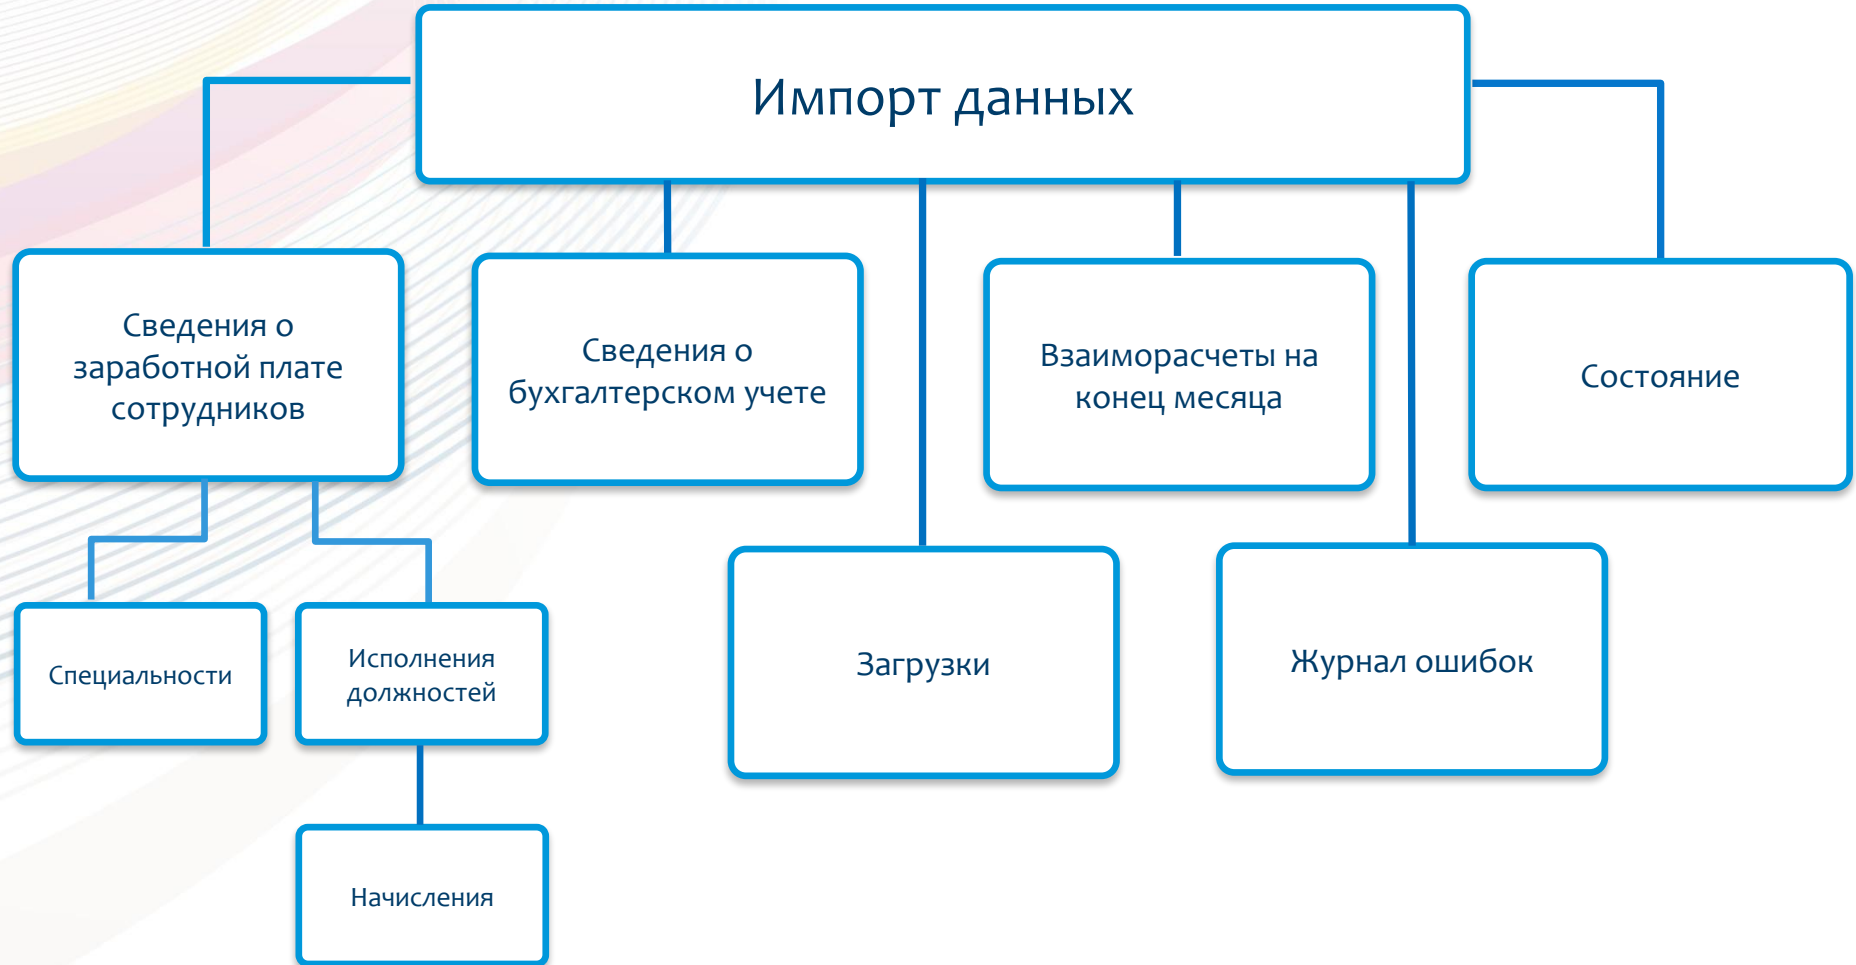 Импорт данных
Сведения о
заработной плате
сотрудников
Сведения о
бухгалтерском учете
Взаиморасчеты на
конец месяца
Состояние
Загрузки
Журнал ошибок
Специальности
Исполнения
должностей
Начисления